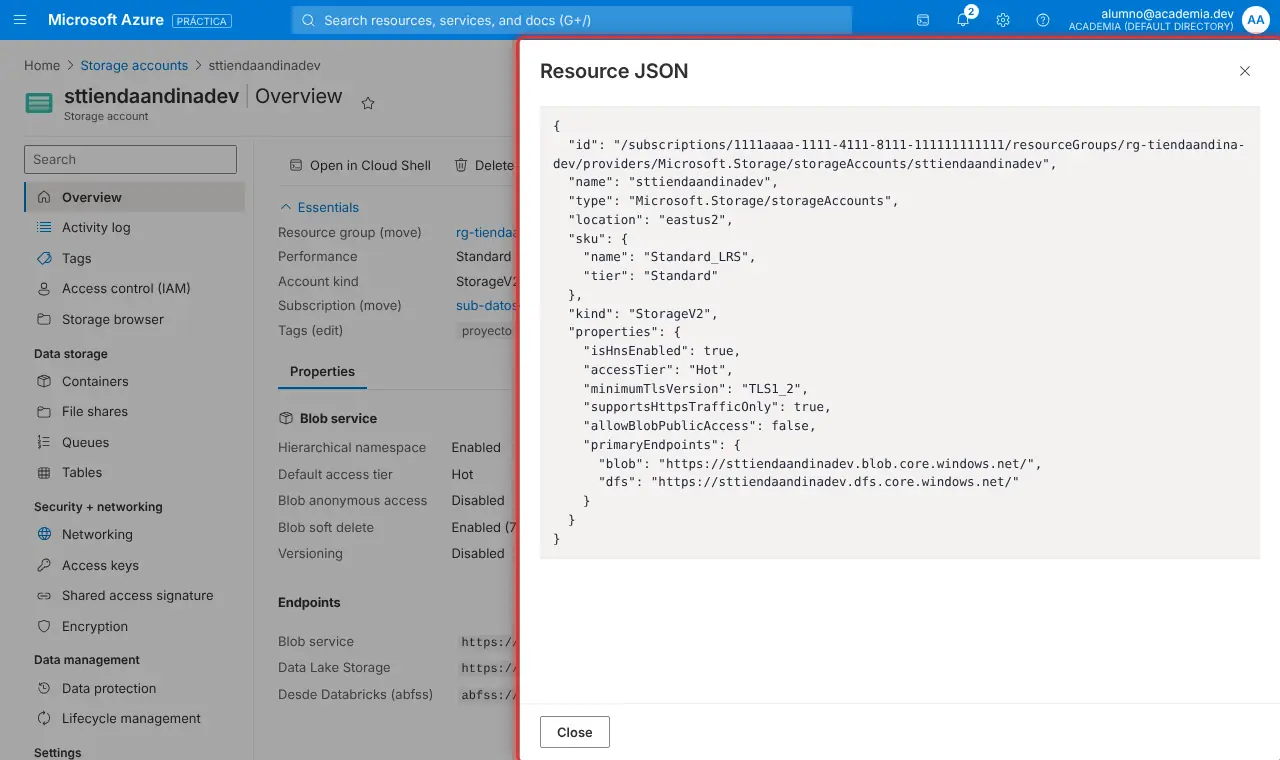 Microsoft Azure PRÁCTICA
Search resources, services, and docs (G+/)
2
alumno@academia.dev
ACADEMIA (DEFAULT DIRECTORY)
AA
Home > Storage accounts > sttiendaandinadev
sttiendaandinadev | Overview
Storage account
Search
Overview
Activity log
Tags
Access control (IAM)
Storage browser
Data storage
Containers
File shares
Queues
Tables
Security + networking
Networking
Access keys
Shared access signature
Encryption
Data management
Data protection
Lifecycle management
Settings
Open in Cloud Shell
Delete
Essentials
Resource group (move) rg-tienda
Performance Standard
Account kind StorageV2
Subscription (move) sub-datos
Tags (edit) proyecto
Properties
Blob service
Hierarchical namespace Enabled
Default access tier Hot
Blob anonymous access Disabled
Blob soft delete Enabled (7
Versioning Disabled
Endpoints
Blob service https://
Data Lake Storage https://
Desde Databricks (abfss) abfss://
Resource JSON
{
"id": "/subscriptions/1111aaaa-1111-4111-8111-111111111111/resourceGroups/rg-tiendaandina-
dev/providers/Microsoft.Storage/storageAccounts/sttiendaandinadev",
"name": "sttiendaandinadev",
"type": "Microsoft.Storage/storageAccounts",
"location": "eastus2",
"sku": {
"name": "Standard_LRS",
"tier": "Standard"
},
"kind": "StorageV2",
"properties": {
"isHnsEnabled": true,
"accessTier": "Hot",
"minimumTlsVersion": "TLS1_2",
"supportsHttpsTrafficOnly": true,
"allowBlobPublicAccess": false,
"primaryEndpoints": {
"blob": "https://sttiendaandinadev.blob.core.windows.net/",
"dfs": "https://sttiendaandinadev.dfs.core.windows.net/"
}
}
}
Close